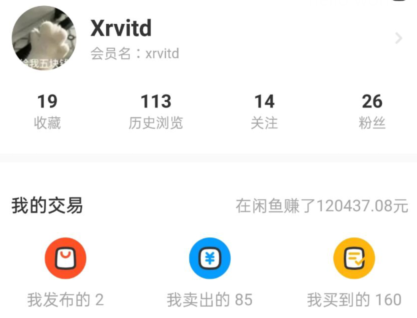 Xrvitd
会员名：xrvitd
19
113
14
26
收藏
历史浏览
关注
粉丝
我的交易
在闲鱼赚了120437.08元
我发布的 2
我卖出的 85
我买到的 160